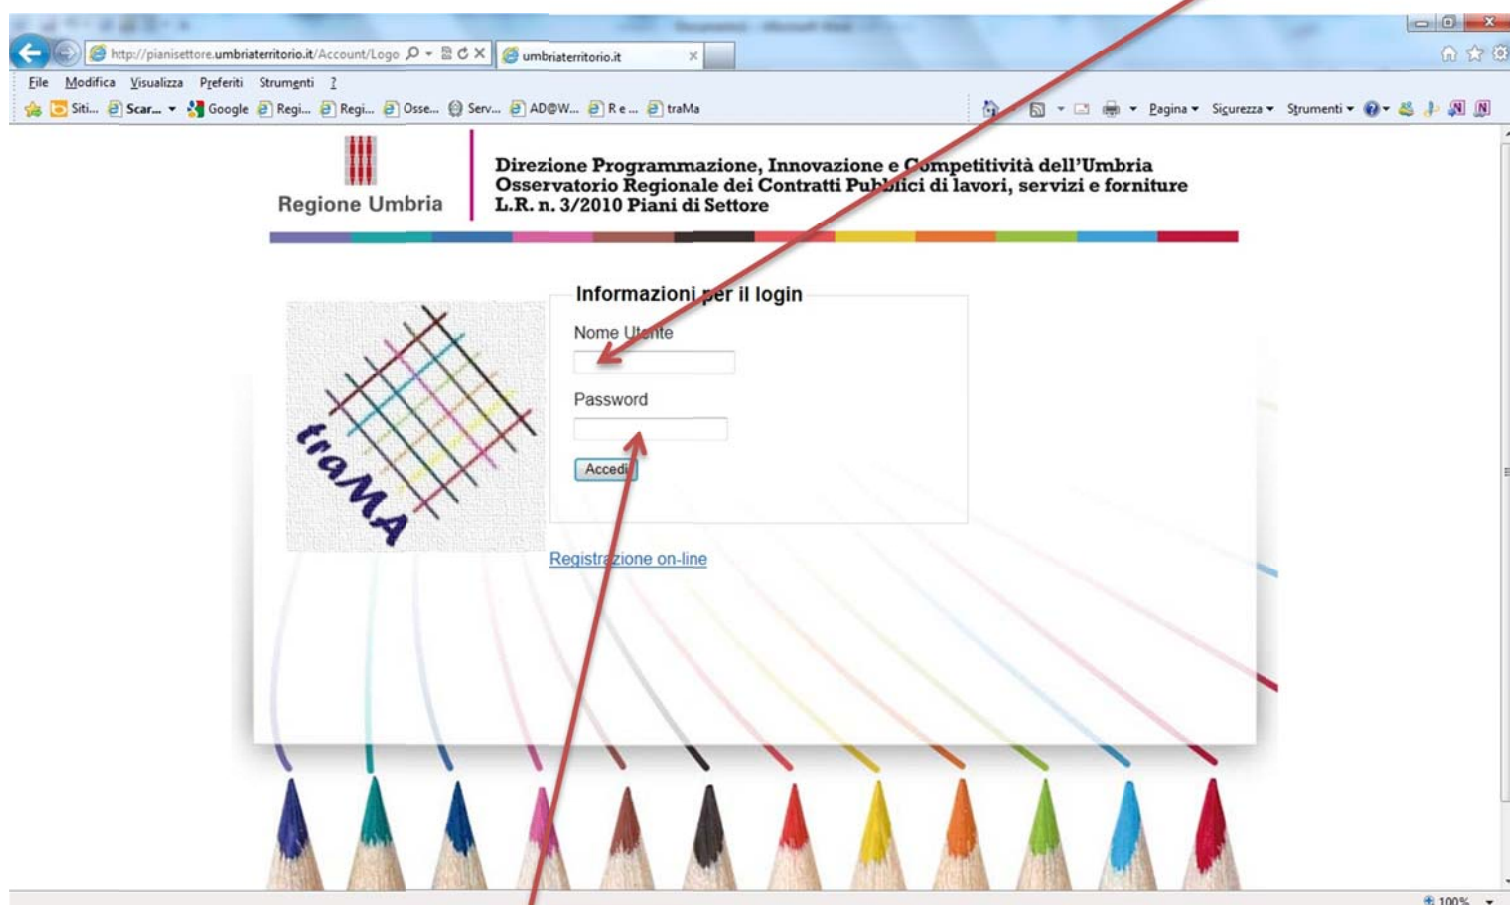 http://pianisettore.umbriaterritorio.it/Account/Logo
umbriaterritorio.it
File Modifica Visualizza Preferiti Strumenti ?
Siti... Scar... Google Regi... Regi... Osse... Serv... AD@W... R e ... traMa
Pagina Sicurezza Strumenti
Regione Umbria
Direzione Programmazione, Innovazione e Competitività dell'Umbria
Osservatorio Regionale dei Contratti Pubblici di lavori, servizi e forniture
L.R. n. 3/2010 Piani di Settore
Informazioni per il login
Nome Utente
Password
Accedi
traMA
Registrazione on-line
100%